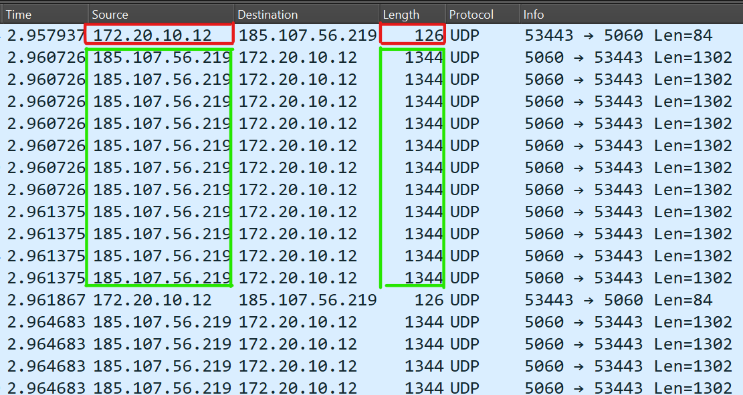 Time Source Destination Length Protocol Info
2.957937 172.20.10.12 185.107.56.219 126 UDP 53443 → 5060 Len=84
2.960726 185.107.56.219 172.20.10.12 1344 UDP 5060 → 53443 Len=1302
2.960726 185.107.56.219 172.20.10.12 1344 UDP 5060 → 53443 Len=1302
2.960726 185.107.56.219 172.20.10.12 1344 UDP 5060 → 53443 Len=1302
2.960726 185.107.56.219 172.20.10.12 1344 UDP 5060 → 53443 Len=1302
2.960726 185.107.56.219 172.20.10.12 1344 UDP 5060 → 53443 Len=1302
2.960726 185.107.56.219 172.20.10.12 1344 UDP 5060 → 53443 Len=1302
2.960726 185.107.56.219 172.20.10.12 1344 UDP 5060 → 53443 Len=1302
2.961375 185.107.56.219 172.20.10.12 1344 UDP 5060 → 53443 Len=1302
2.961375 185.107.56.219 172.20.10.12 1344 UDP 5060 → 53443 Len=1302
2.961375 185.107.56.219 172.20.10.12 1344 UDP 5060 → 53443 Len=1302
2.961375 185.107.56.219 172.20.10.12 1344 UDP 5060 → 53443 Len=1302
2.961867 172.20.10.12 185.107.56.219 126 UDP 53443 → 5060 Len=84
2.964683 185.107.56.219 172.20.10.12 1344 UDP 5060 → 53443 Len=1302
2.964683 185.107.56.219 172.20.10.12 1344 UDP 5060 → 53443 Len=1302
2.964683 185.107.56.219 172.20.10.12 1344 UDP 5060 → 53443 Len=1302
2.964683 185.107.56.219 172.20.10.12 1344 UDP 5060 → 53443 Len=1302